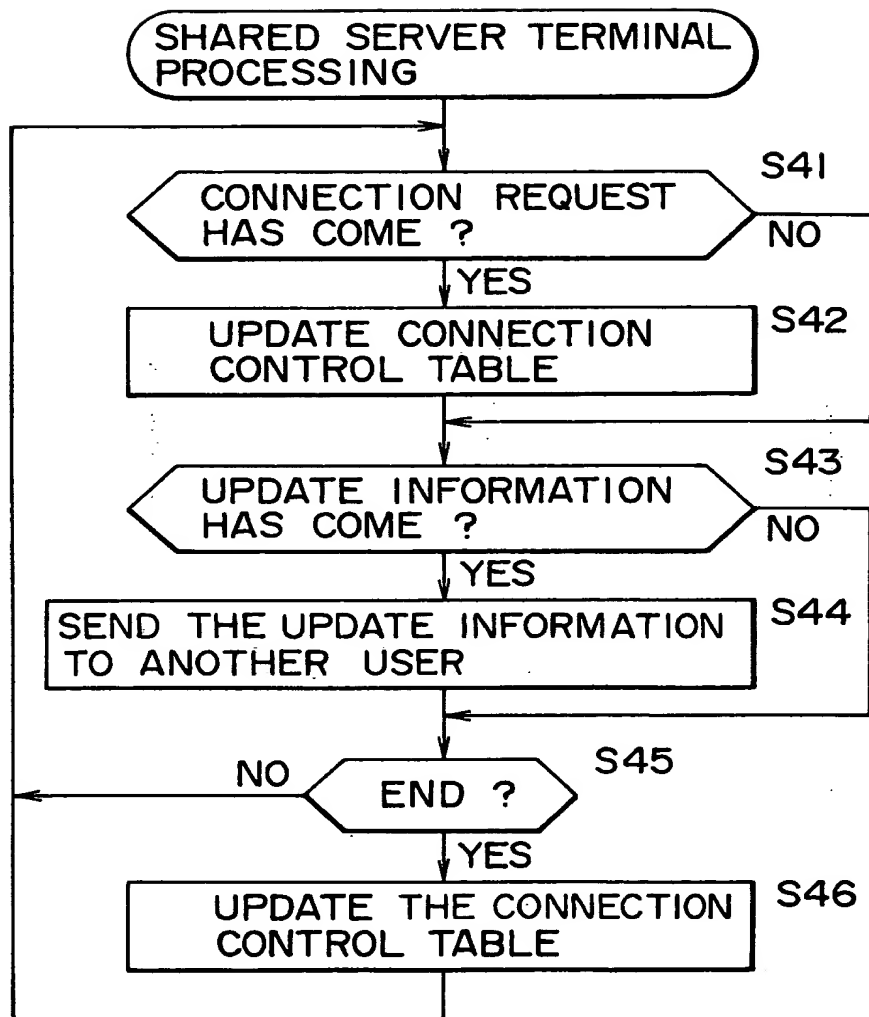 SHARED SERVER TERMINAL
PROCESSING
S41
CONNECTION REQUEST
HAS COME ?
NO
YES
S42
UPDATE CONNECTION
CONTROL TABLE
S43
UPDATE INFORMATION
HAS COME ?
NO
YES
S44
SEND THE UPDATE INFORMATION
TO ANOTHER USER
S45
NO
END ?
YES
S46
UPDATE THE CONNECTION
CONTROL TABLE